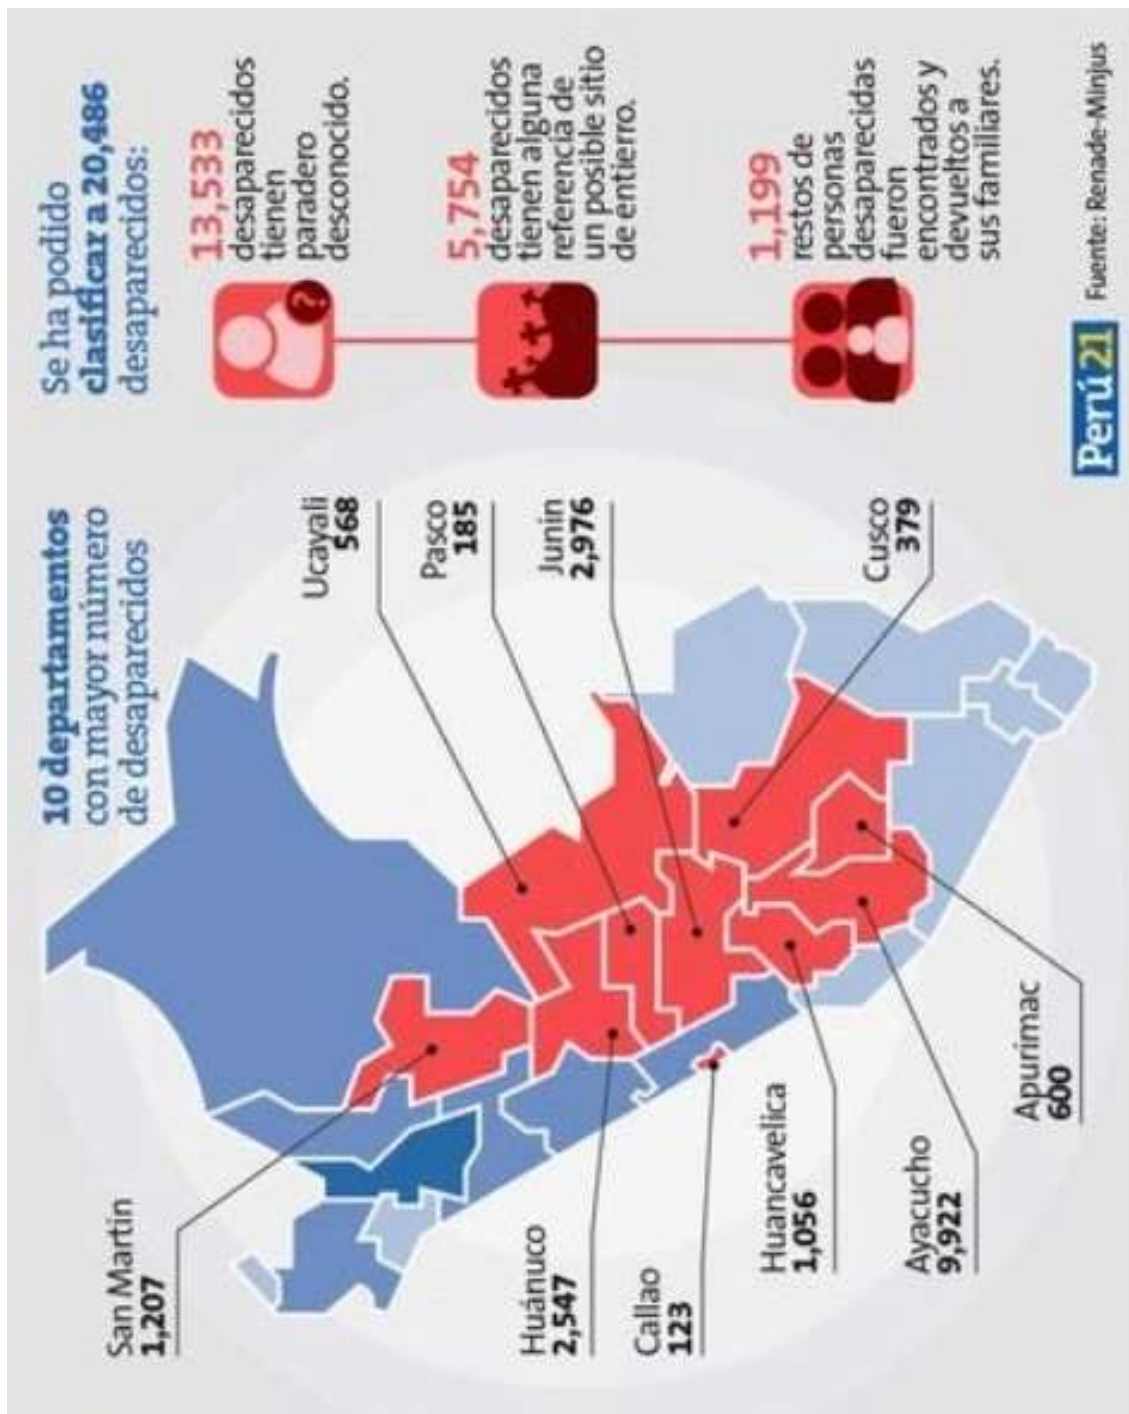 10 departamentos
con mayor número
de desaparecidos
San Martín
1,207
Huánuco
2,547
Callao
123
Huancavelica
1,056
Ayacucho
9,922
Apurímac
600
Ucayali
568
Pasco
185
Junín
2,976
Cusco
379
Se ha podido
clasificar a 20,486
desaparecidos:
?
13,533
desaparecidos
tienen
paradero
desconocido.
5,754
desaparecidos
tienen alguna
referencia de
un posible sitio
de entierro.
1,199
restos de
personas
desaparecidas
fueron
encontrados y
devueltos a
sus familiares.
Perú21
Fuente: Renade-Minjus